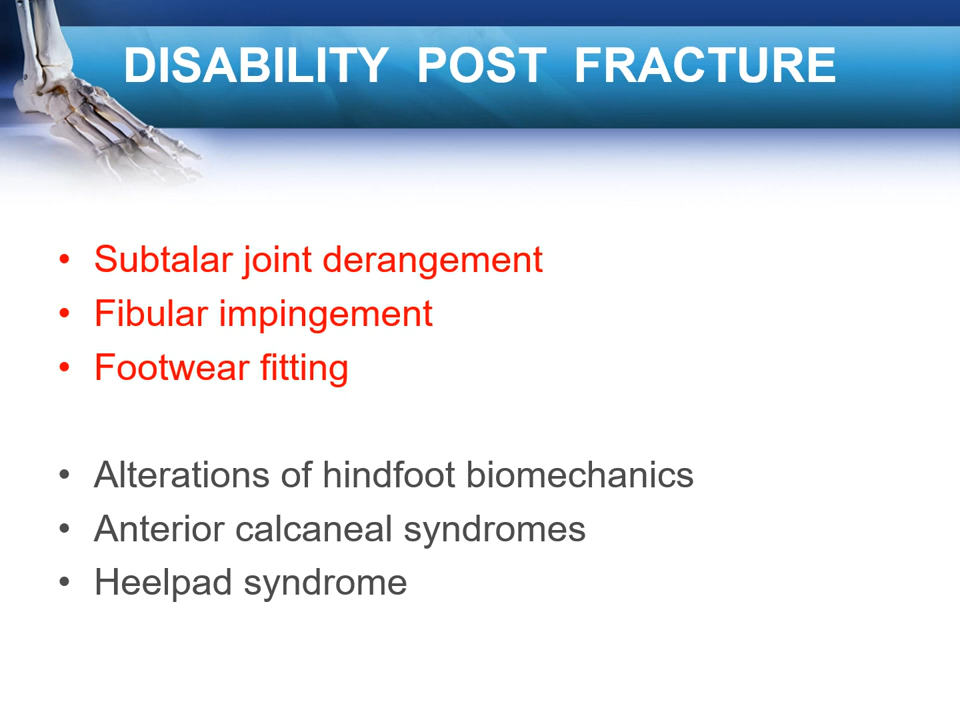 DISABILITY POST FRACTURE
• Subtalar joint derangement
• Fibular impingement
• Footwear fitting
• Alterations of hindfoot biomechanics
• Anterior calcaneal syndromes
• Heelpad syndrome